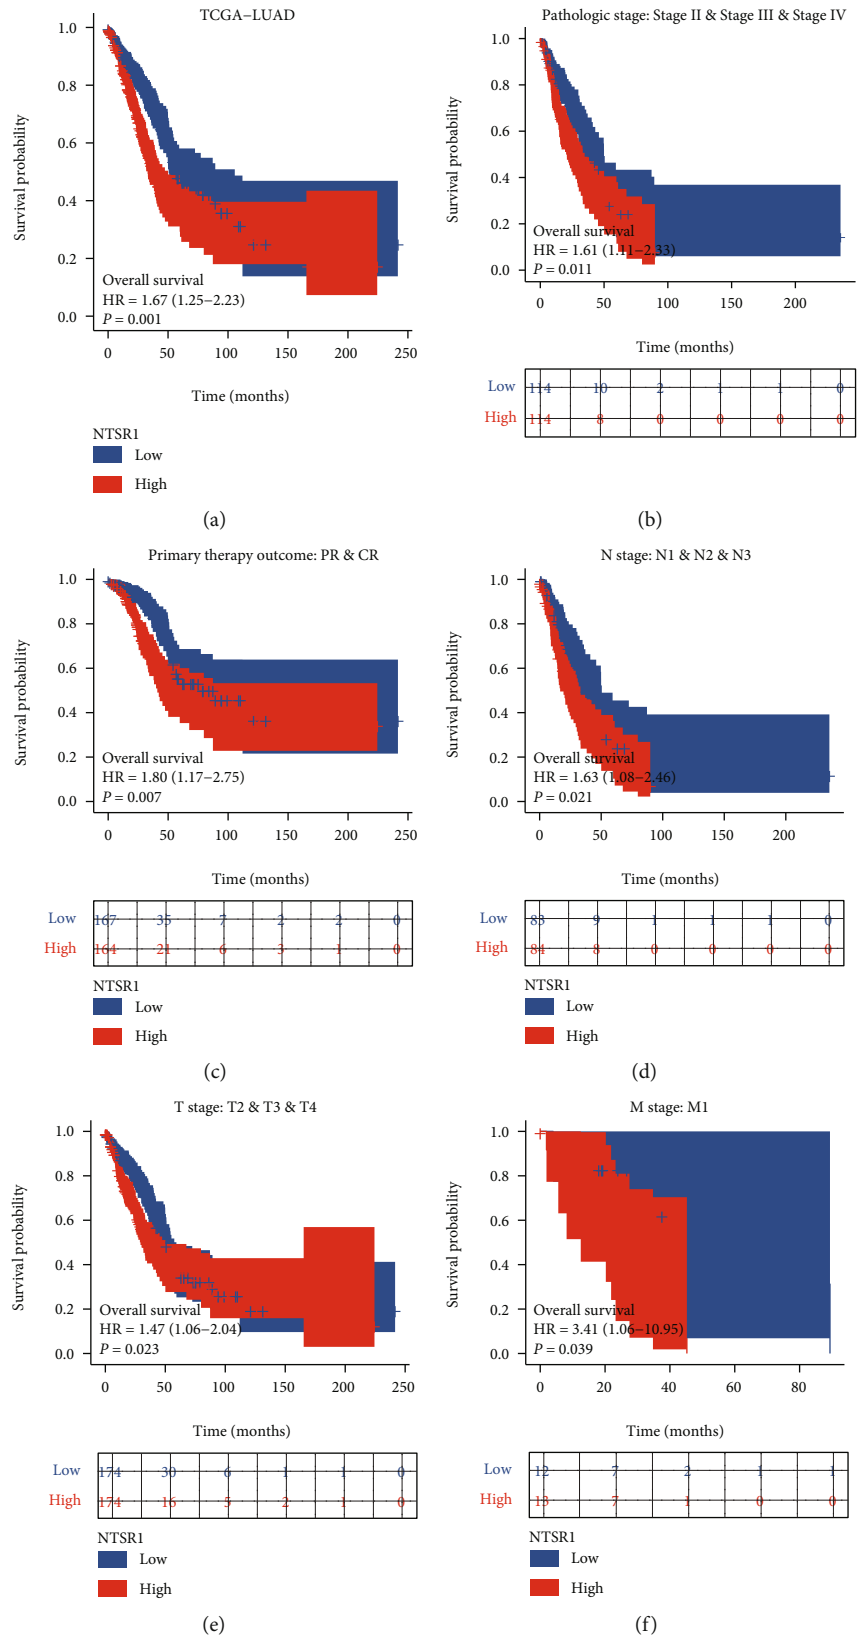 TCGA–LUAD
Survival probability
1.0
0.8
0.6
0.4
0.2
0.0
Overall survival
HR = 1.67 (1.25–2.23)
P = 0.001
0 50 100 150 200 250
Time (months)
NTSR1
Low
High
(a)
Pathologic stage: Stage II & Stage III & Stage IV
Survival probability
1.0
0.8
0.6
0.4
0.2
0.0
Overall survival
HR = 1.61 (1.11–2.33)
P = 0.011
0 50 100 150 200
Time (months)
Low 114 10 2 1 1 0
High 114 8 0 0 0 0
(b)
Primary therapy outcome: PR & CR
Survival probability
1.0
0.8
0.6
0.4
0.2
0.0
Overall survival
HR = 1.80 (1.17–2.75)
P = 0.007
0 50 100 150 200 250
Time (months)
Low 167 35 7 2 2 0
High 164 21 6 3 1 0
NTSR1
Low
High
(c)
N stage: N1 & N2 & N3
Survival probability
1.0
0.8
0.6
0.4
0.2
0.0
Overall survival
HR = 1.63 (1.08–2.46)
P = 0.021
0 50 100 150 200
Time (months)
Low 83 9 1 1 1 0
High 84 8 0 0 0 0
NTSR1
Low
High
(d)
T stage: T2 & T3 & T4
Survival probability
1.0
0.8
0.6
0.4
0.2
0.0
Overall survival
HR = 1.47 (1.06–2.04)
P = 0.023
0 50 100 150 200 250
Time (months)
Low 174 30 6 1 1 0
High 174 16 5 2 1 0
NTSR1
Low
High
(e)
M stage: M1
Survival probability
1.0
0.8
0.6
0.4
0.2
0.0
Overall survival
HR = 3.41 (1.06–10.95)
P = 0.039
0 20 40 60 80
Time (months)
Low 12 7 2 1 1
High 13 7 1 0 0
NTSR1
Low
High
(f)